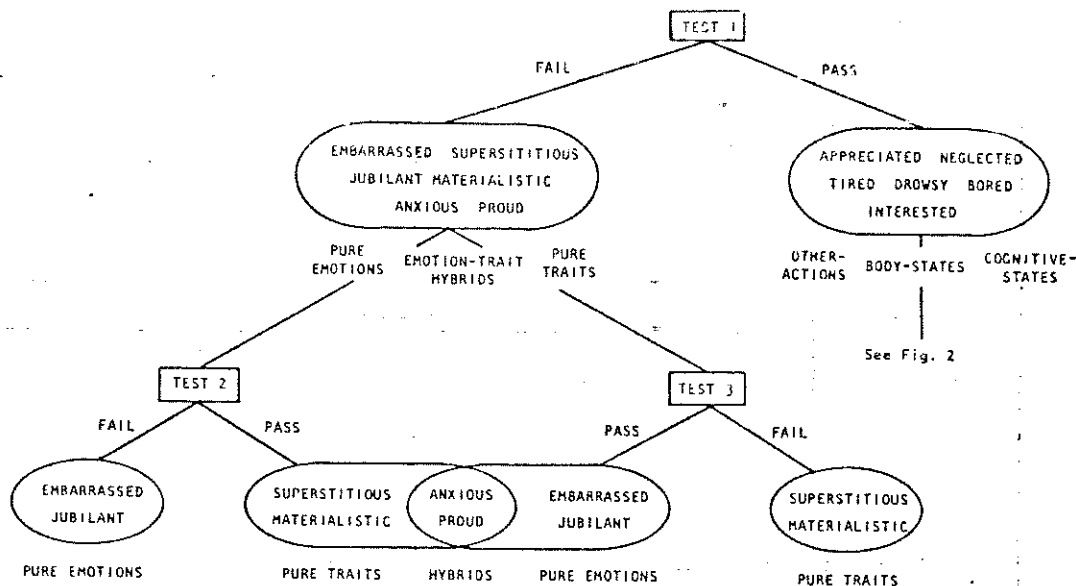 TEST 1
FAIL
PASS
EMBARRASSED SUPERSITITIOUS
JUBILANT MATERIALISTIC
ANXIOUS PROUD
APPRECIATED NEGLECTED
TIRED DROWSY BORED
INTERESTED
PURE
EMOTIONS
EMOTION-TRAIT
HYBRIDS
PURE
TRAITS
OTHER-
ACTIONS
BODY-STATES
COGNITIVE-
STATES
See Fig. 2
TEST 2
TEST 3
FAIL
PASS
PASS
FAIL
EMBARRASSED
JUBILANT
SUPERSTITIOUS
MATERIALISTIC
ANXIOUS
PROUD
EMBARRASSED
JUBILANT
SUPERSTITIOUS
MATERIALISTIC
PURE EMOTIONS
PURE TRAITS
HYBRIDS
PURE EMOTIONS
PURE TRAITS